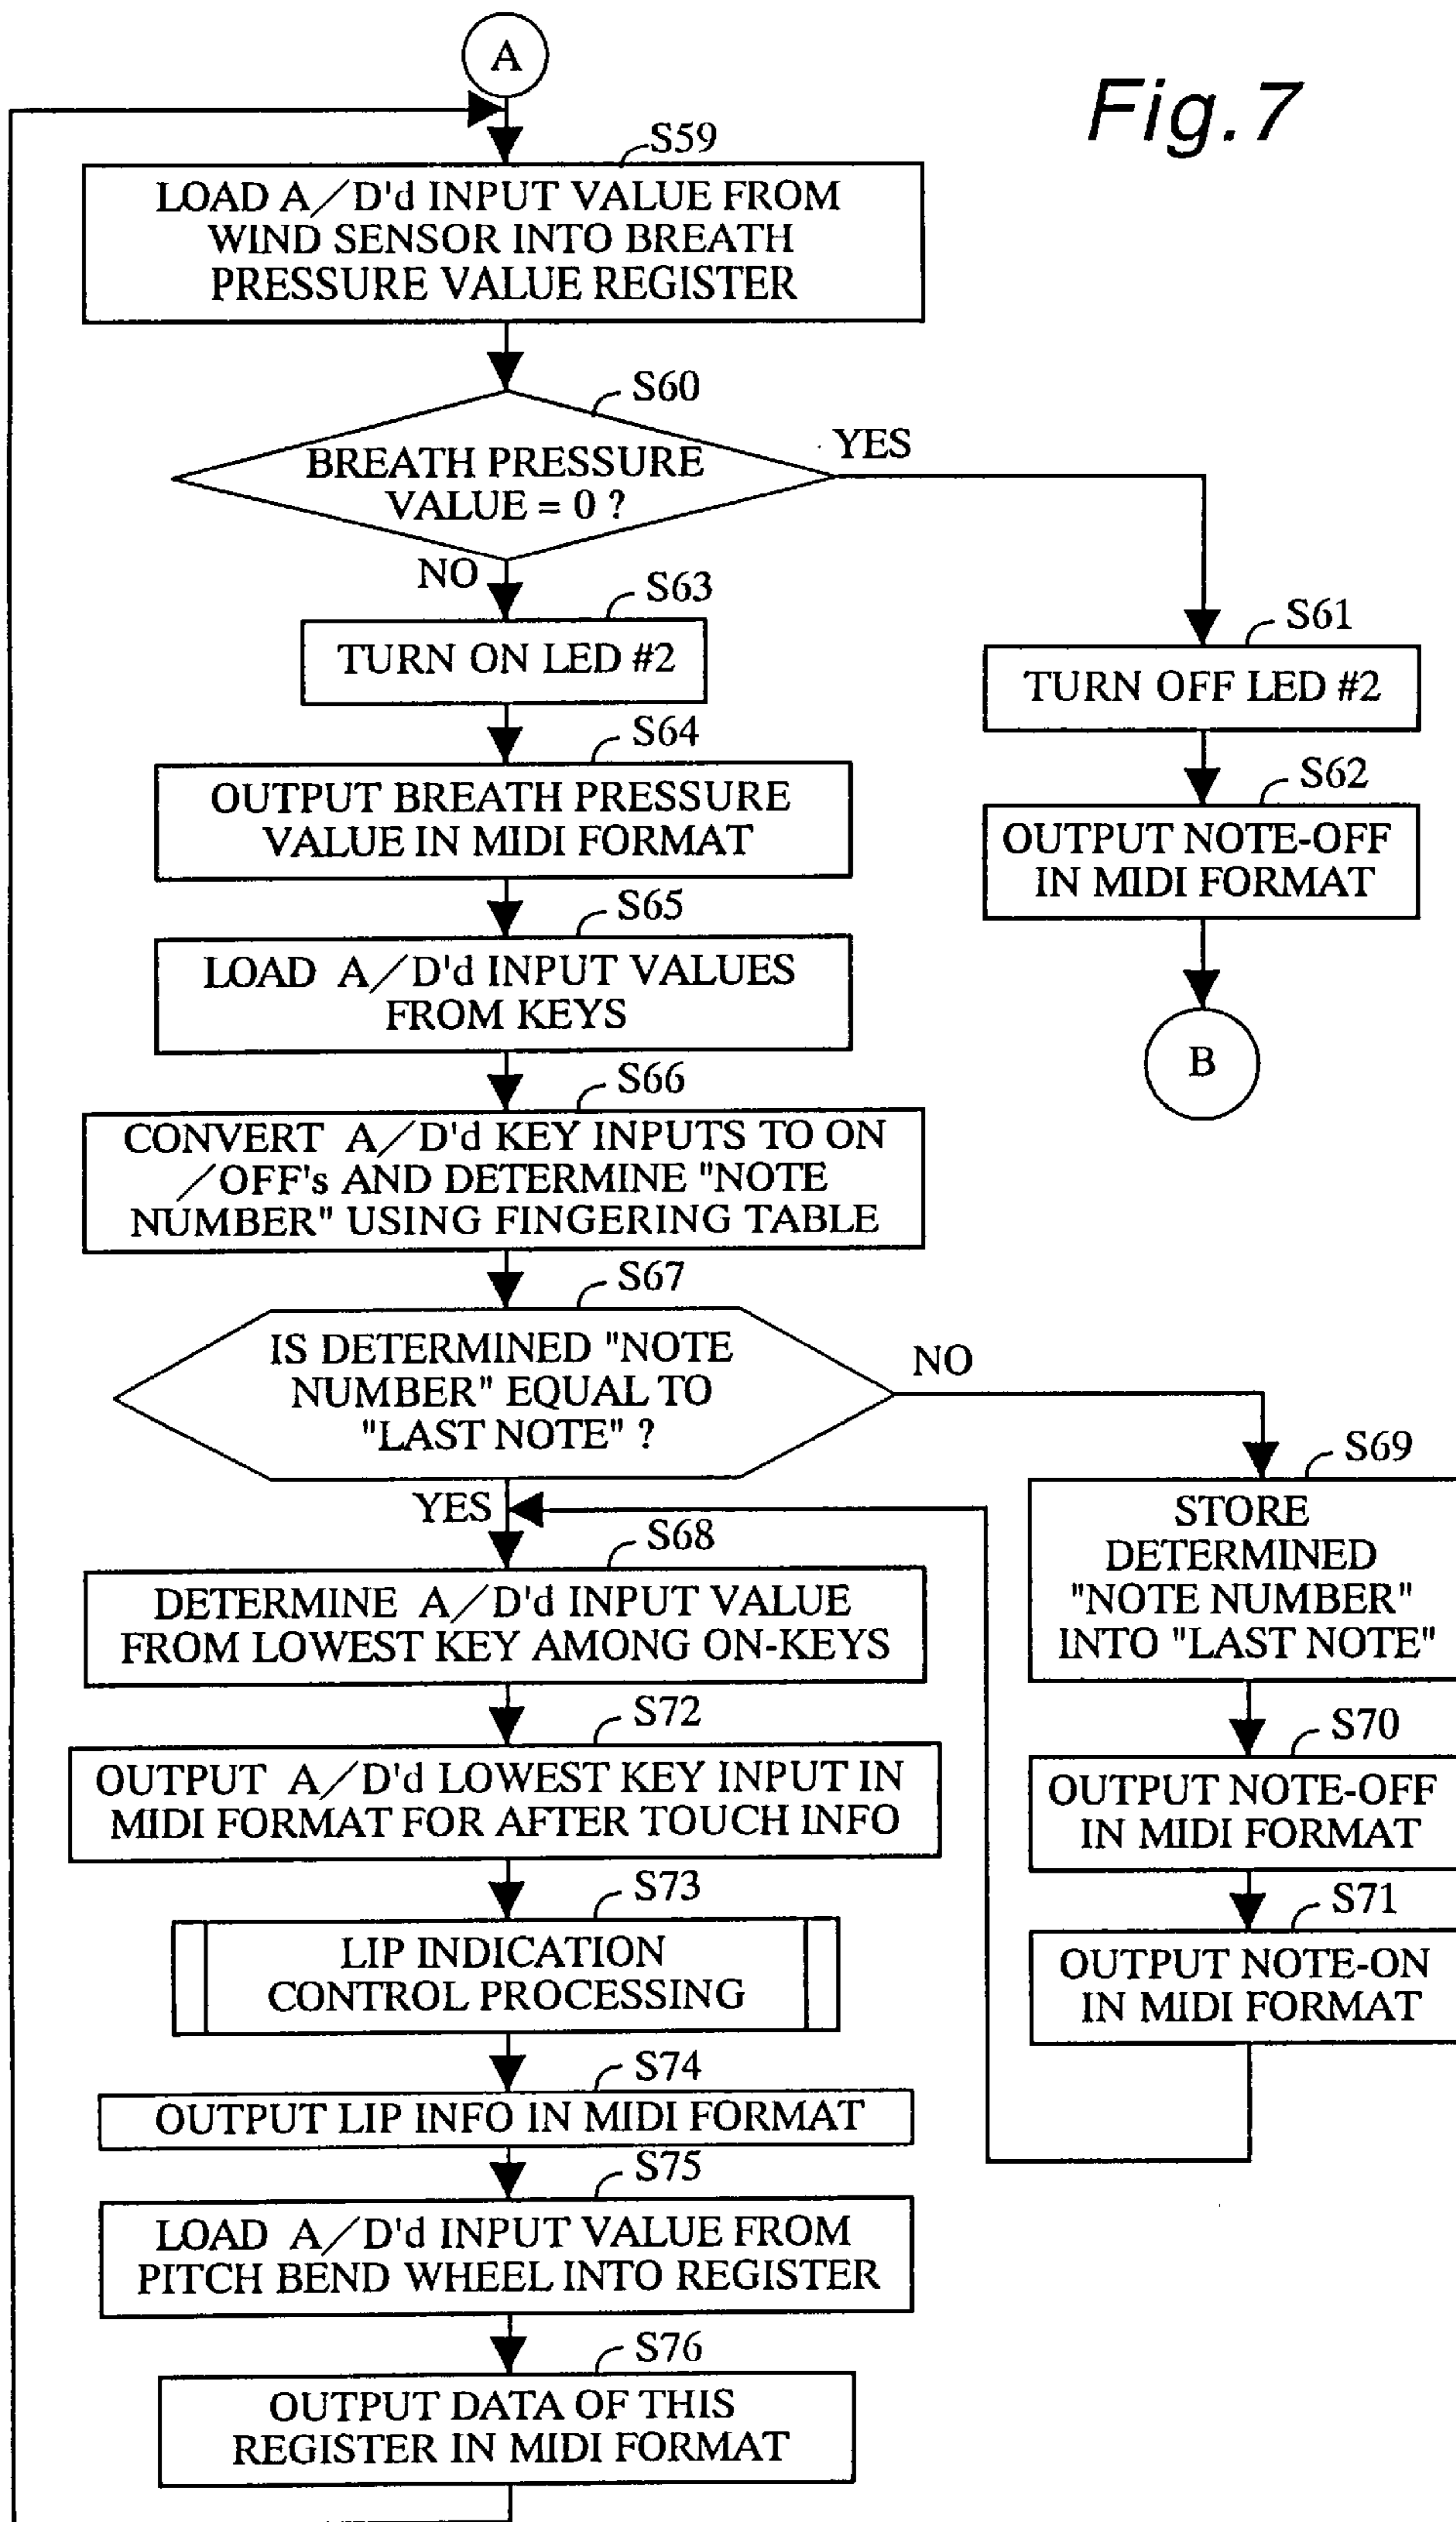 A
Fig.7
S59
LOAD A/D'd INPUT VALUE FROM
WIND SENSOR INTO BREATH
PRESSURE VALUE REGISTER
S60
BREATH PRESSURE
VALUE = 0 ?
YES
NO
S63
TURN ON LED #2
S61
TURN OFF LED #2
S64
OUTPUT BREATH PRESSURE
VALUE IN MIDI FORMAT
S62
OUTPUT NOTE-OFF
IN MIDI FORMAT
B
S65
LOAD A/D'd INPUT VALUES
FROM KEYS
S66
CONVERT A/D'd KEY INPUTS TO ON
/OFF's AND DETERMINE "NOTE
NUMBER" USING FINGERING TABLE
S67
IS DETERMINED "NOTE
NUMBER" EQUAL TO
"LAST NOTE" ?
NO
YES
S69
STORE
DETERMINED
"NOTE NUMBER"
INTO "LAST NOTE"
S68
DETERMINE A/D'd INPUT VALUE
FROM LOWEST KEY AMONG ON-KEYS
S70
OUTPUT NOTE-OFF
IN MIDI FORMAT
S72
OUTPUT A/D'd LOWEST KEY INPUT IN
MIDI FORMAT FOR AFTER TOUCH INFO
S71
OUTPUT NOTE-ON
IN MIDI FORMAT
S73
LIP INDICATION
CONTROL PROCESSING
S74
OUTPUT LIP INFO IN MIDI FORMAT
S75
LOAD A/D'd INPUT VALUE FROM
PITCH BEND WHEEL INTO REGISTER
S76
OUTPUT DATA OF THIS
REGISTER IN MIDI FORMAT